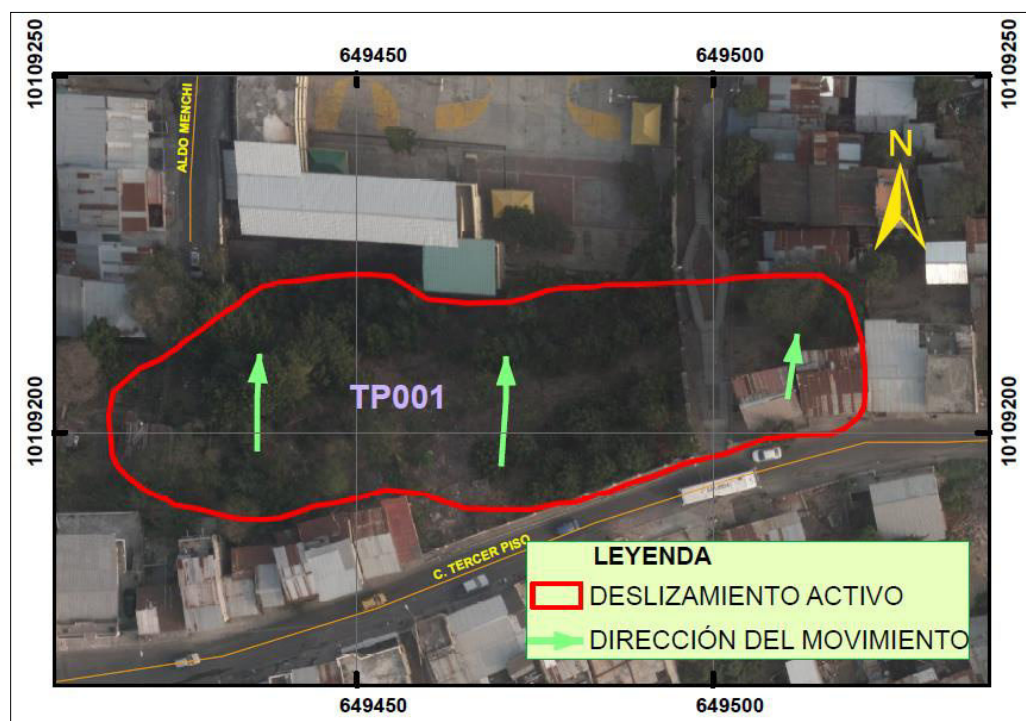 649450
649500
10109250
10109250
ALDO MENCHI
N
TP001
10109200
10109200
C. TERCER PISO
LEYENDA
DESLIZAMIENTO ACTIVO
DIRECCIÓN DEL MOVIMIENTO
649450
649500